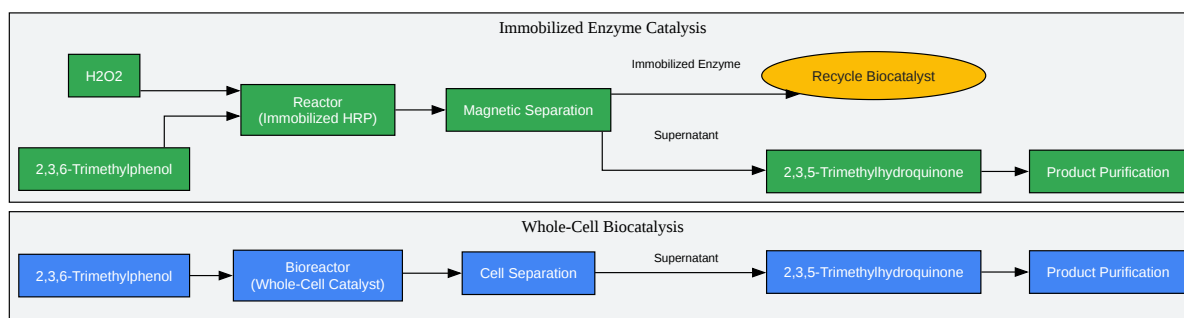 Immobilized Enzyme Catalysis
H2O2
Reactor
(Immobilized HRP)
Magnetic Separation
Immobilized Enzyme
Recycle Biocatalyst
Supernatant
2,3,6-Trimethylphenol
2,3,5-Trimethylhydroquinone
Product Purification
Whole-Cell Biocatalysis
2,3,6-Trimethylphenol
Bioreactor
(Whole-Cell Catalyst)
Cell Separation
Supernatant
2,3,5-Trimethylhydroquinone
Product Purification